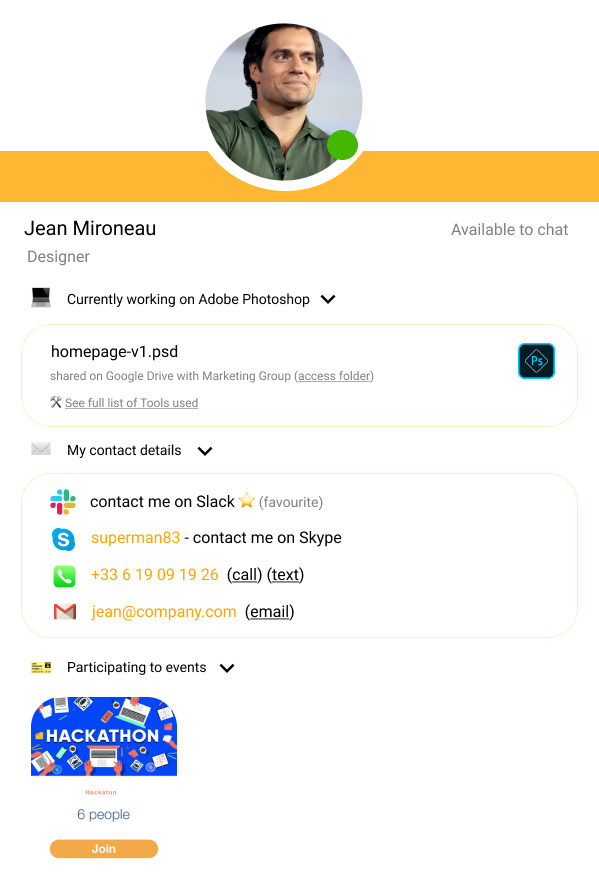 Jean Mironeau
Available to chat
Designer
Currently working on Adobe Photoshop
homepage-v1.psd
Ps
shared on Google Drive with Marketing Group (access folder)
See full list of Tools used
My contact details
contact me on Slack ⭐ (favourite)
superman83 - contact me on Skype
+33 6 19 09 19 26 (call) (text)
jean@company.com (email)
Participating to events
HACKATHON
Hackaton
6 people
Join